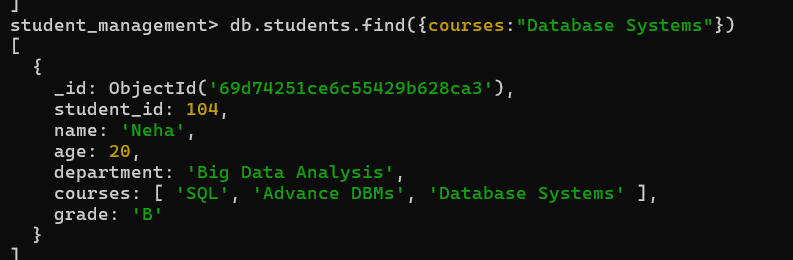 ]
student_management> db.students.find({courses:"Database Systems"})
[
  {
    _id: ObjectId('69d74251ce6c55429b628ca3'),
    student_id: 104,
    name: 'Neha',
    age: 20,
    department: 'Big Data Analysis',
    courses: [ 'SQL', 'Advance DBMs', 'Database Systems' ],
    grade: 'B'
  }
]